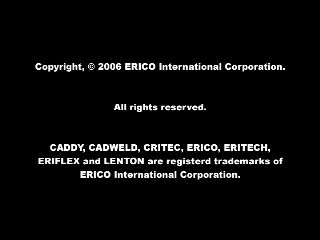 Copyright, © 2006 ERICO International Corporation.
All rights reserved.
CADDY, CADWELD, CRITEC, ERICO, ERITECH,
ERIFLEX and LENTON are registerd trademarks of
ERICO International Corporation.